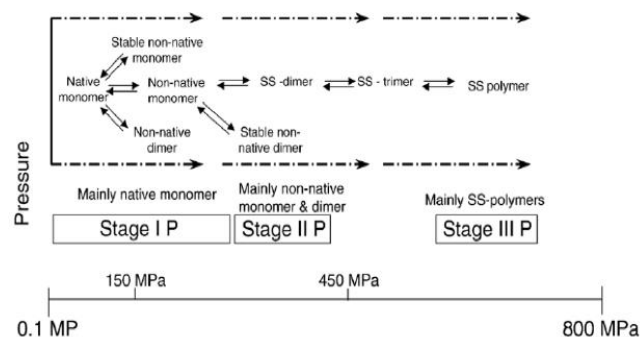 Stable non-native
monomer
Native
monomer
Non-native
monomer
SS -dimer
SS - trimer
SS polymer
Non-native
dimer
Stable non-
native dimer
Pressure
Mainly native monomer
Mainly non-native
monomer & dimer
Mainly SS-polymers
Stage I P
Stage II P
Stage III P
150 MPa
450 MPa
0.1 MP
800 MPa